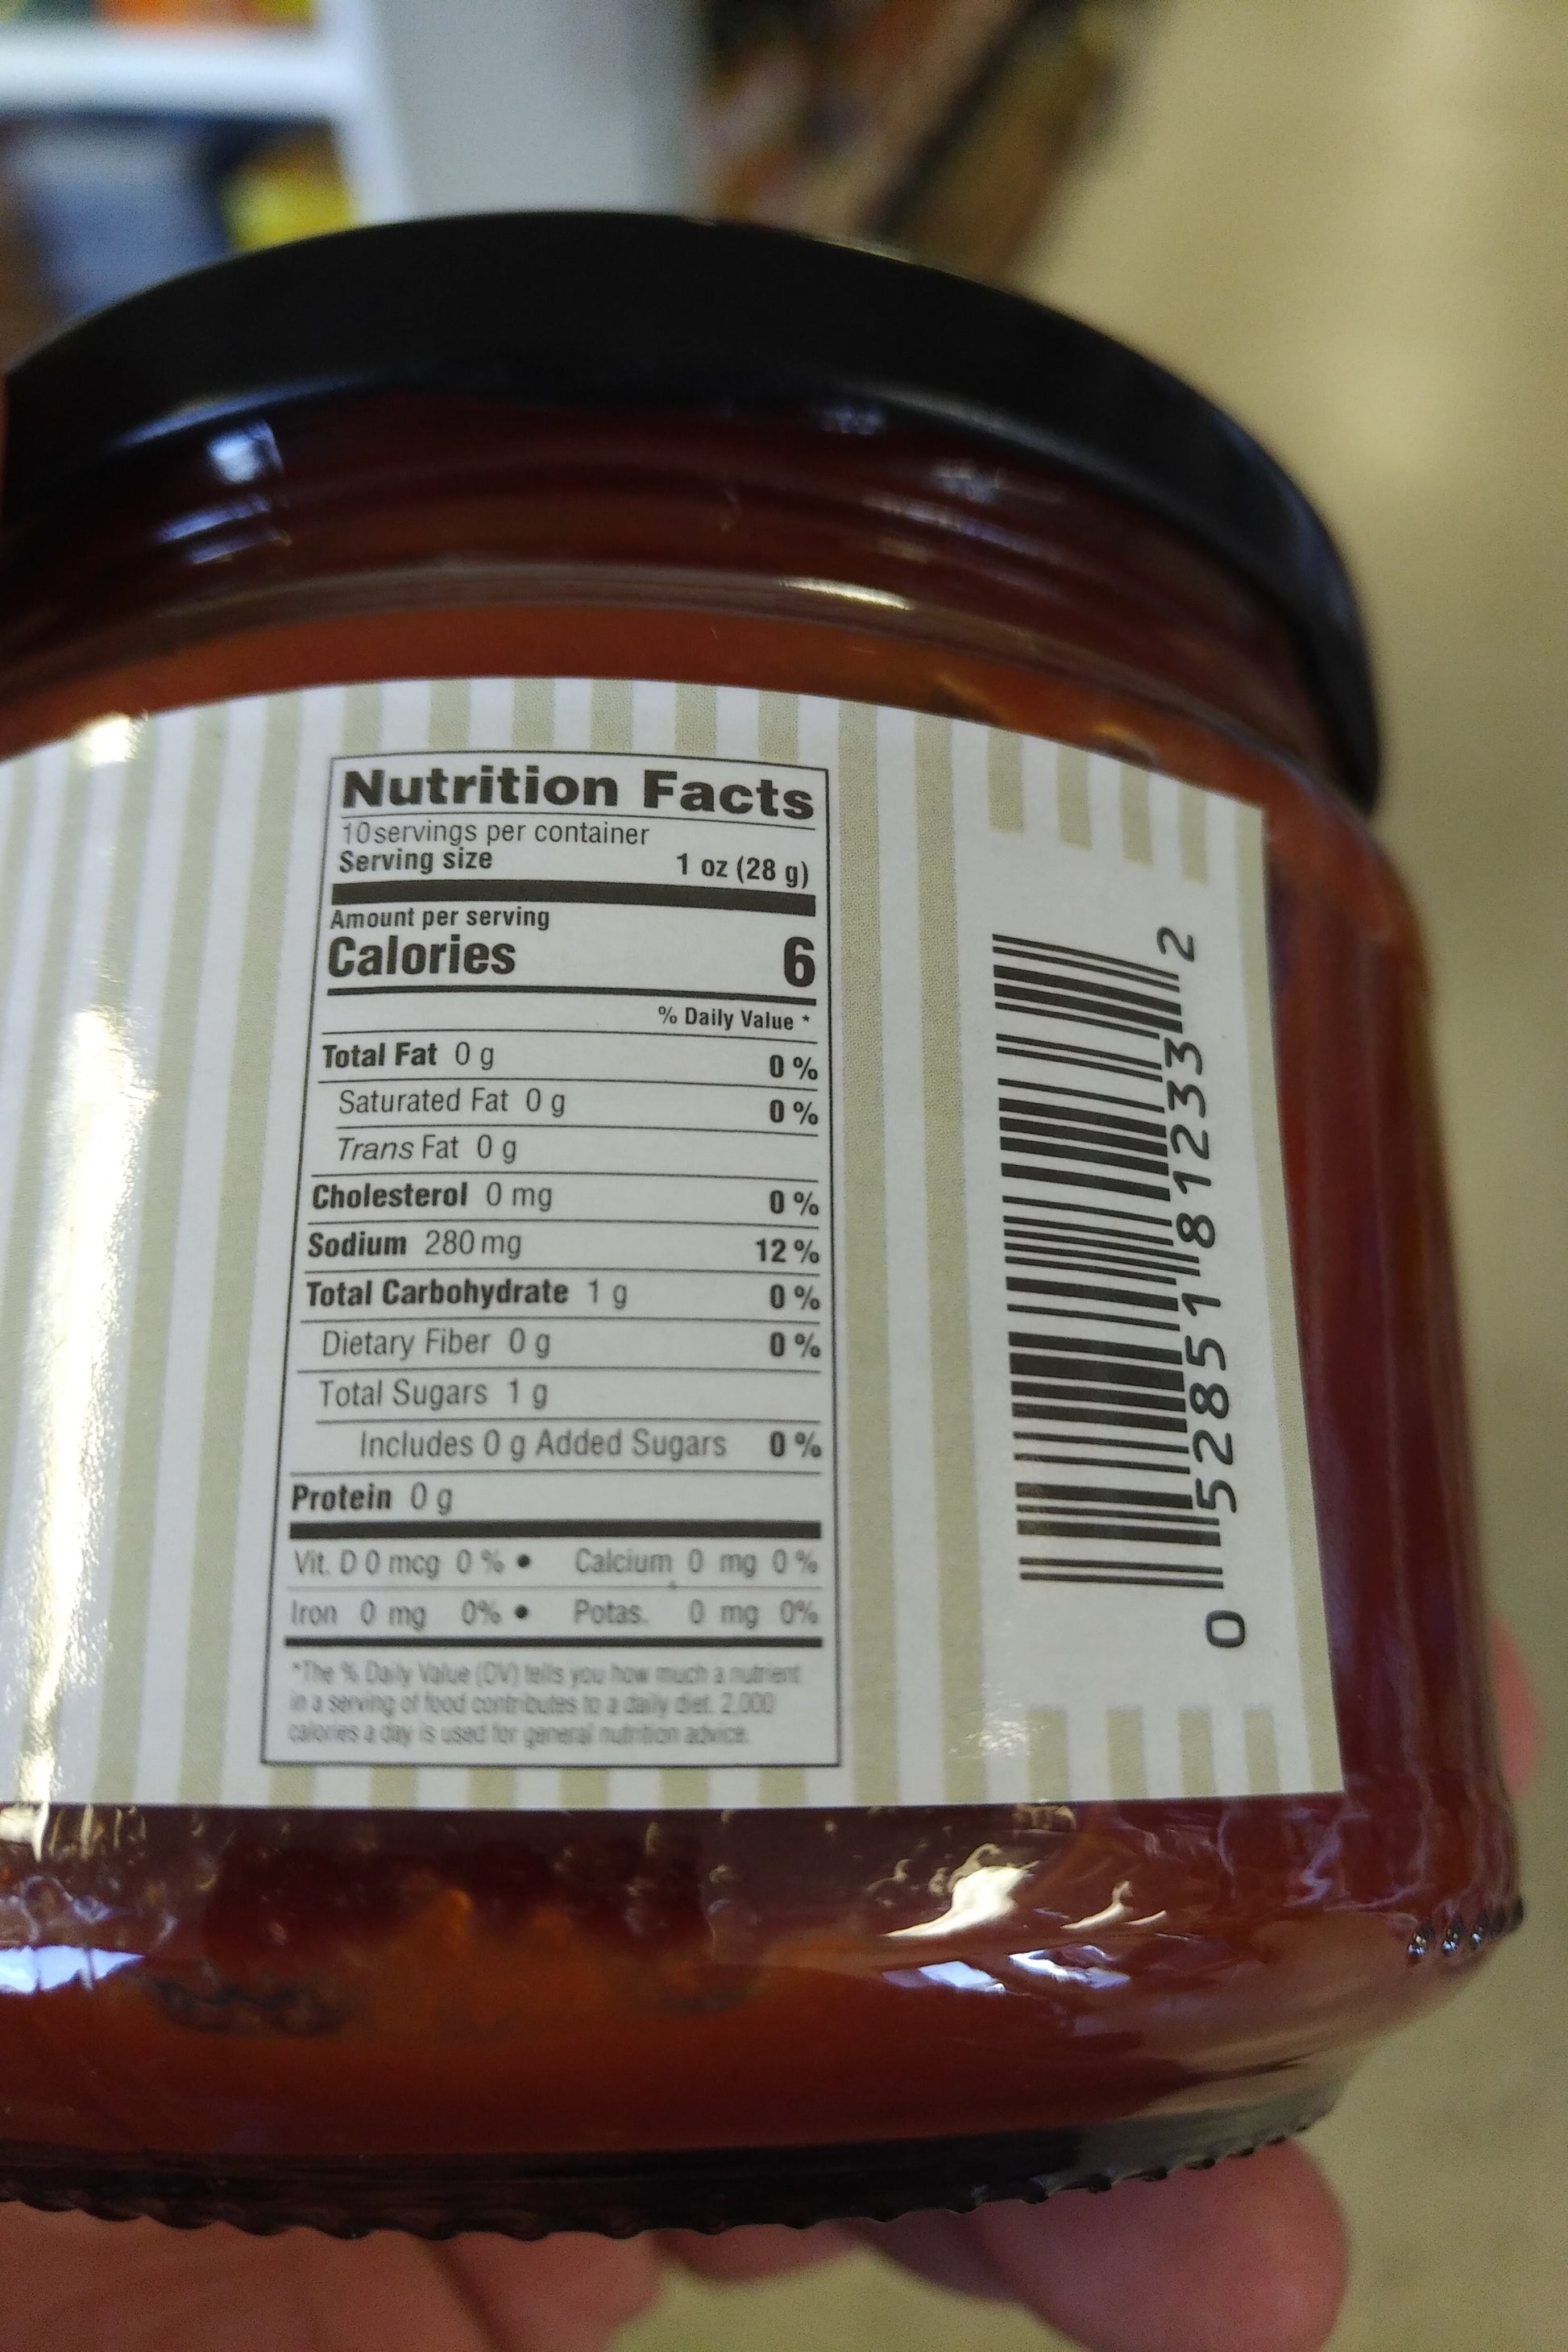 Nutrition Facts
10 servings per container
Serving size 1 oz (28 g)
Amount per serving
Calories 6
% Daily Value *
Total Fat 0 g 0 %
Saturated Fat 0 g 0 %
Trans Fat 0 g
Cholesterol 0 mg 0 %
Sodium 280 mg 12 %
Total Carbohydrate 1 g 0 %
Dietary Fiber 0 g 0 %
Total Sugars 1 g
Includes 0 g Added Sugars 0 %
Protein 0 g
Vit. D 0 mcg 0 % • Calcium 0 mg 0 %
Iron 0 mg 0% • Potas. 0 mg 0%
*The % Daily Value (DV) tells you how much a nutrient
in a serving of food contributes to a daily diet. 2,000
calories a day is used for general nutrition advice.
0 52851 81233 2